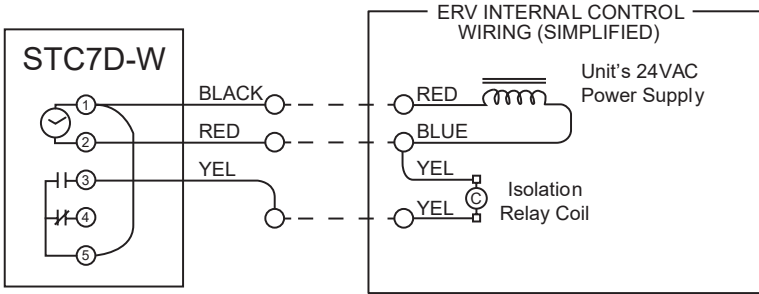 ERV INTERNAL CONTROL
WIRING (SIMPLIFIED)
STC7D-W
Unit's 24VAC
Power Supply
1
BLACK
RED
2
RED
BLUE
3
YEL
YEL
4
C
Isolation
Relay Coil
YEL
5